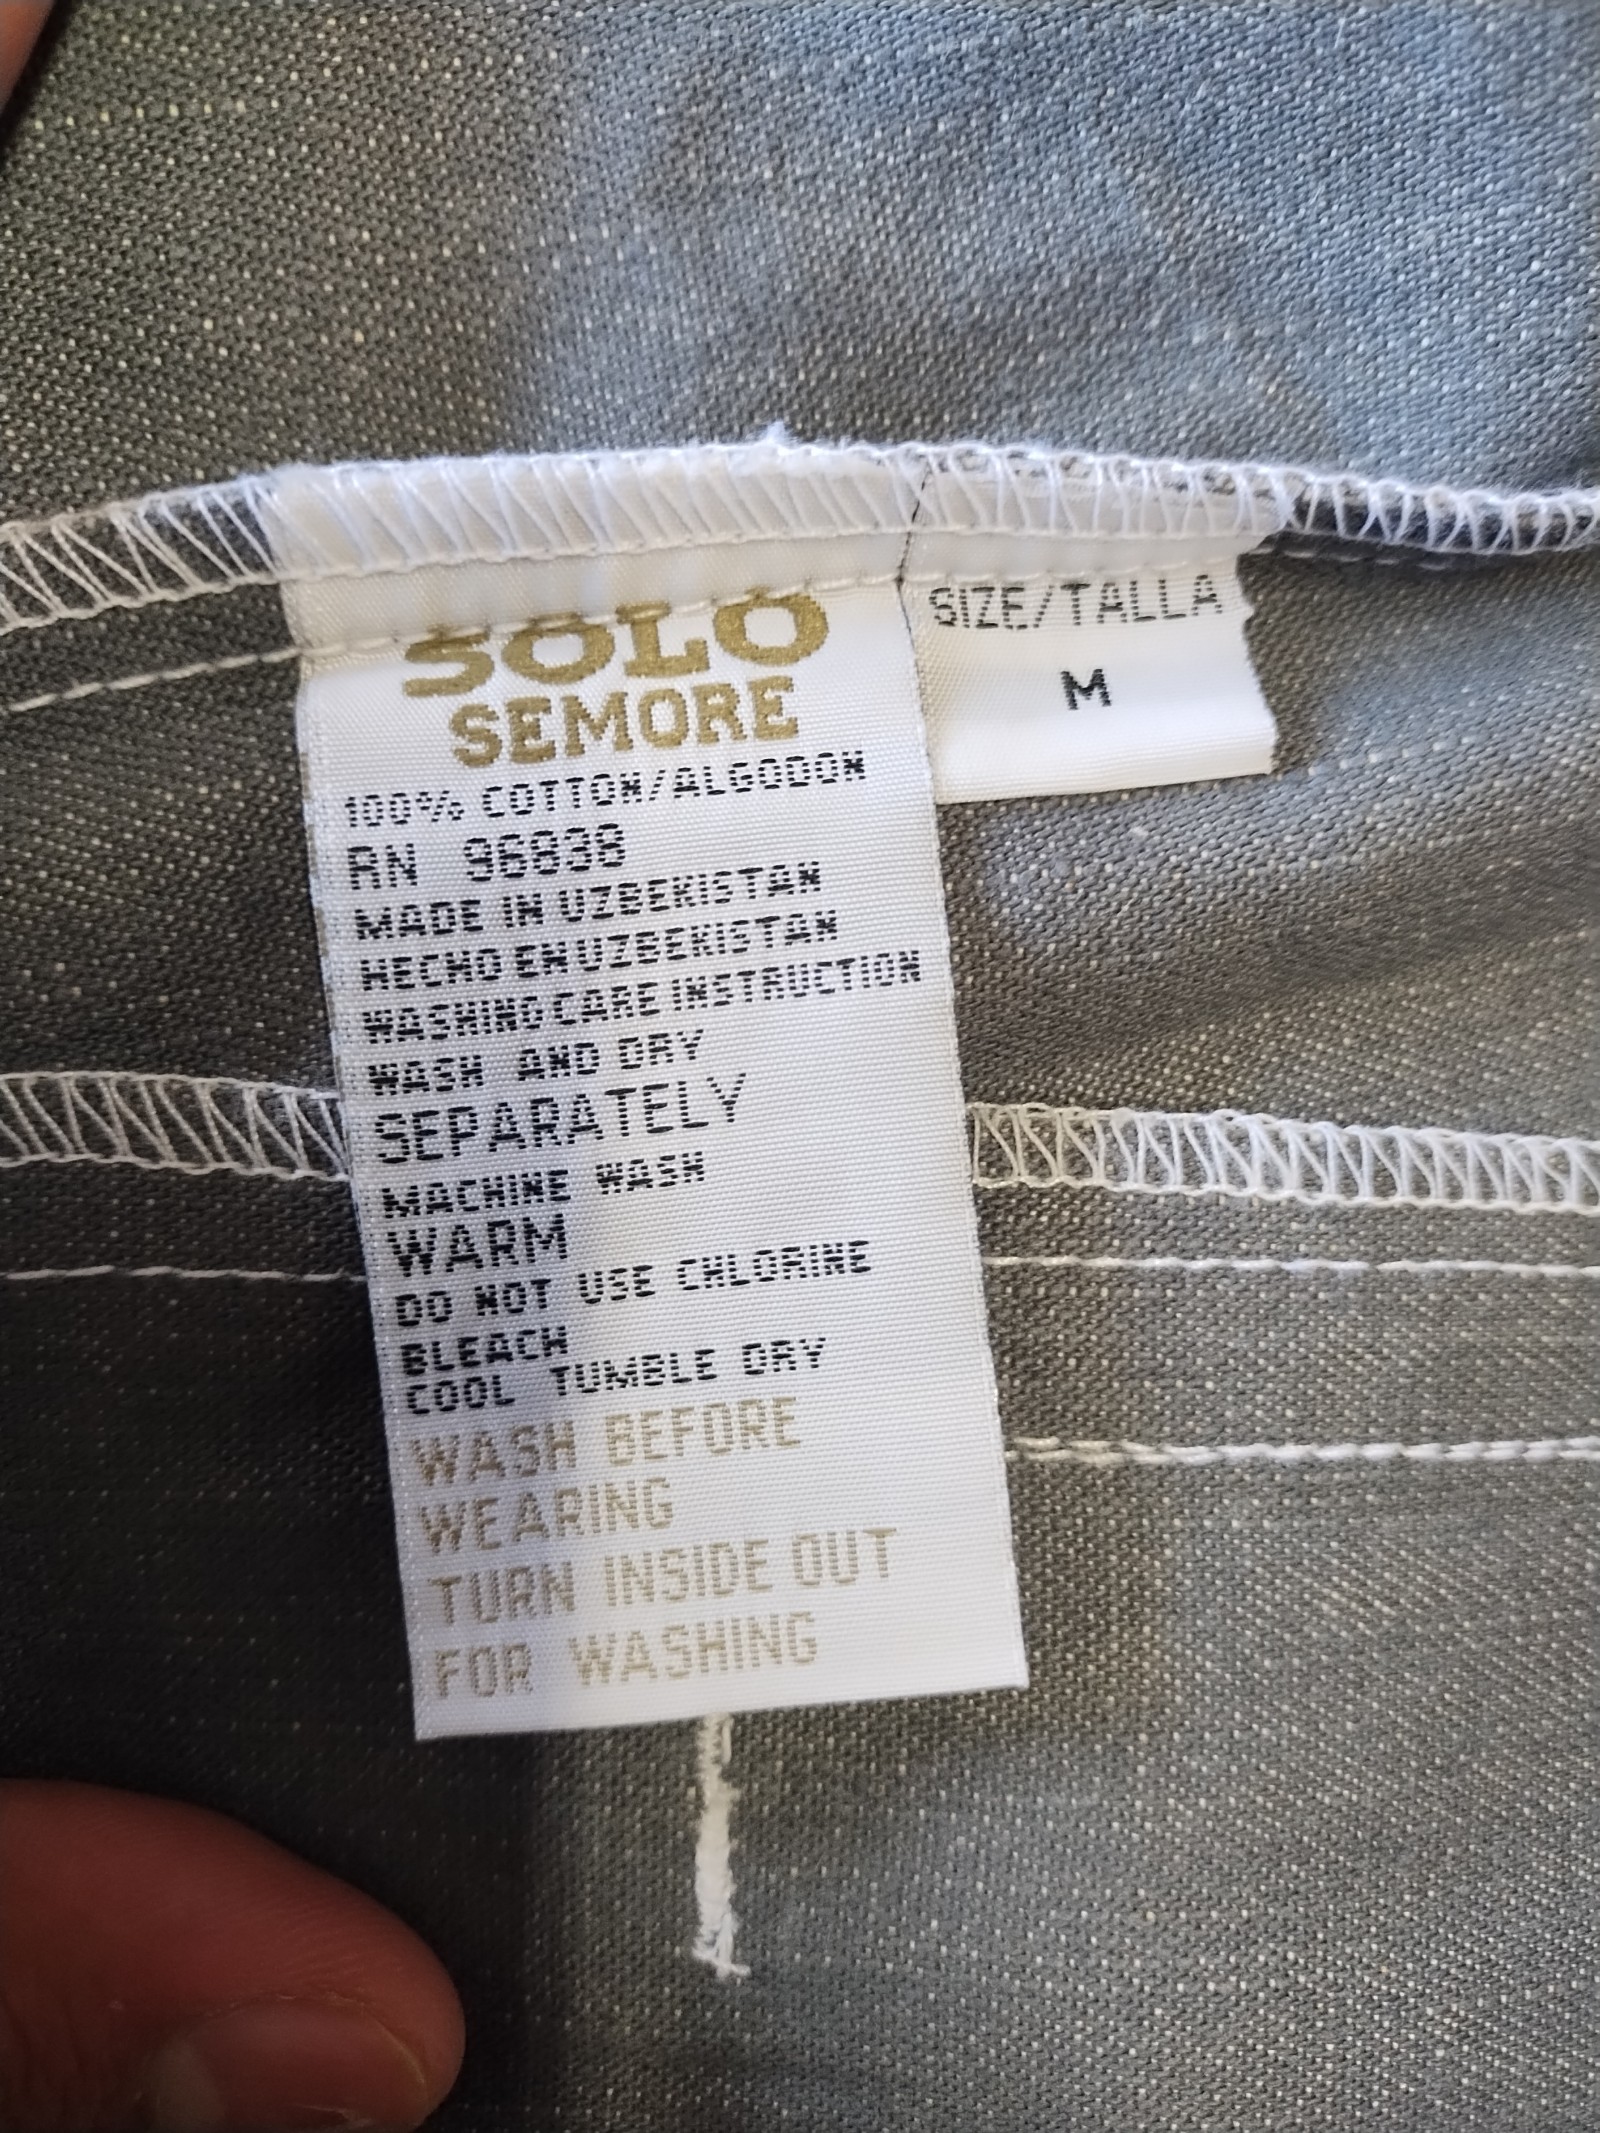 SOLO
SEMORE
100% COTTON/ALGODON
RN 96838
MADE IN UZBEKISTAN
HECHO EN UZBEKISTAN
WASHING CARE INSTRUCTION
WASH AND DRY
SEPARATELY
MACHINE WASH
WARM
DO NOT USE CHLORINE
BLEACH
COOL TUMBLE DRY
WASH BEFORE
WEARING
TURN INSIDE OUT
FOR WASHING
SIZE/TALLA
M